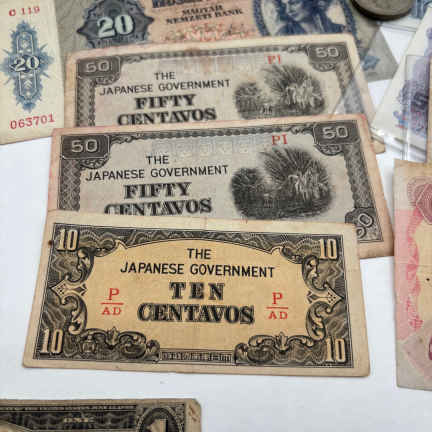 C 119
20
063701
20
MAGYAR
NEMZETI BANK
50
THE
PI
JAPANESE GOVERNMENT
FIFTY
CENTAVOS
50
50
THE
PI
JAPANESE GOVERNMENT
FIFTY
CENTAVOS
10
10
THE
JAPANESE GOVERNMENT
P
AD
TEN
CENTAVOS
P
AD
10
10